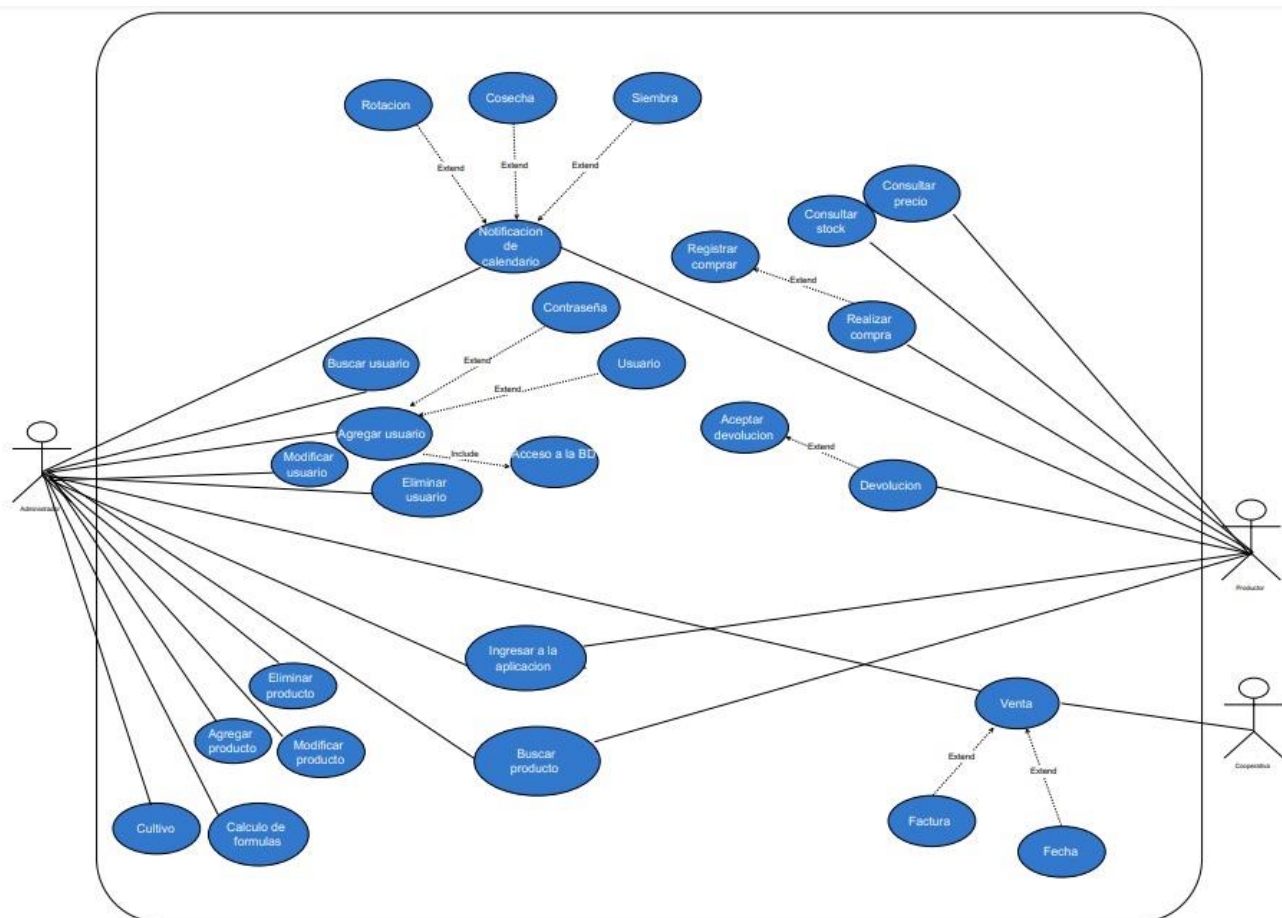 Rotacion
Cosecha
Siembra
Extend
Extend
Extend
Notificacion
de
calendario
Consultar
precio
Consultar
stock
Registrar
comprar
Extend
Realizar
compra
Contraseña
Extend
Buscar usuario
Usuario
Extend
Agregar usuario
Include
Acceso a la BD
Modificar
usuario
Eliminar
usuario
Aceptar
devolucion
Extend
Devolucion
Administrador
Productor
Ingresar a la
aplicacion
Eliminar
producto
Agregar
producto
Modificar
producto
Buscar
producto
Venta
Cooperativa
Extend
Extend
Factura
Fecha
Cultivo
Calculo de
formulas